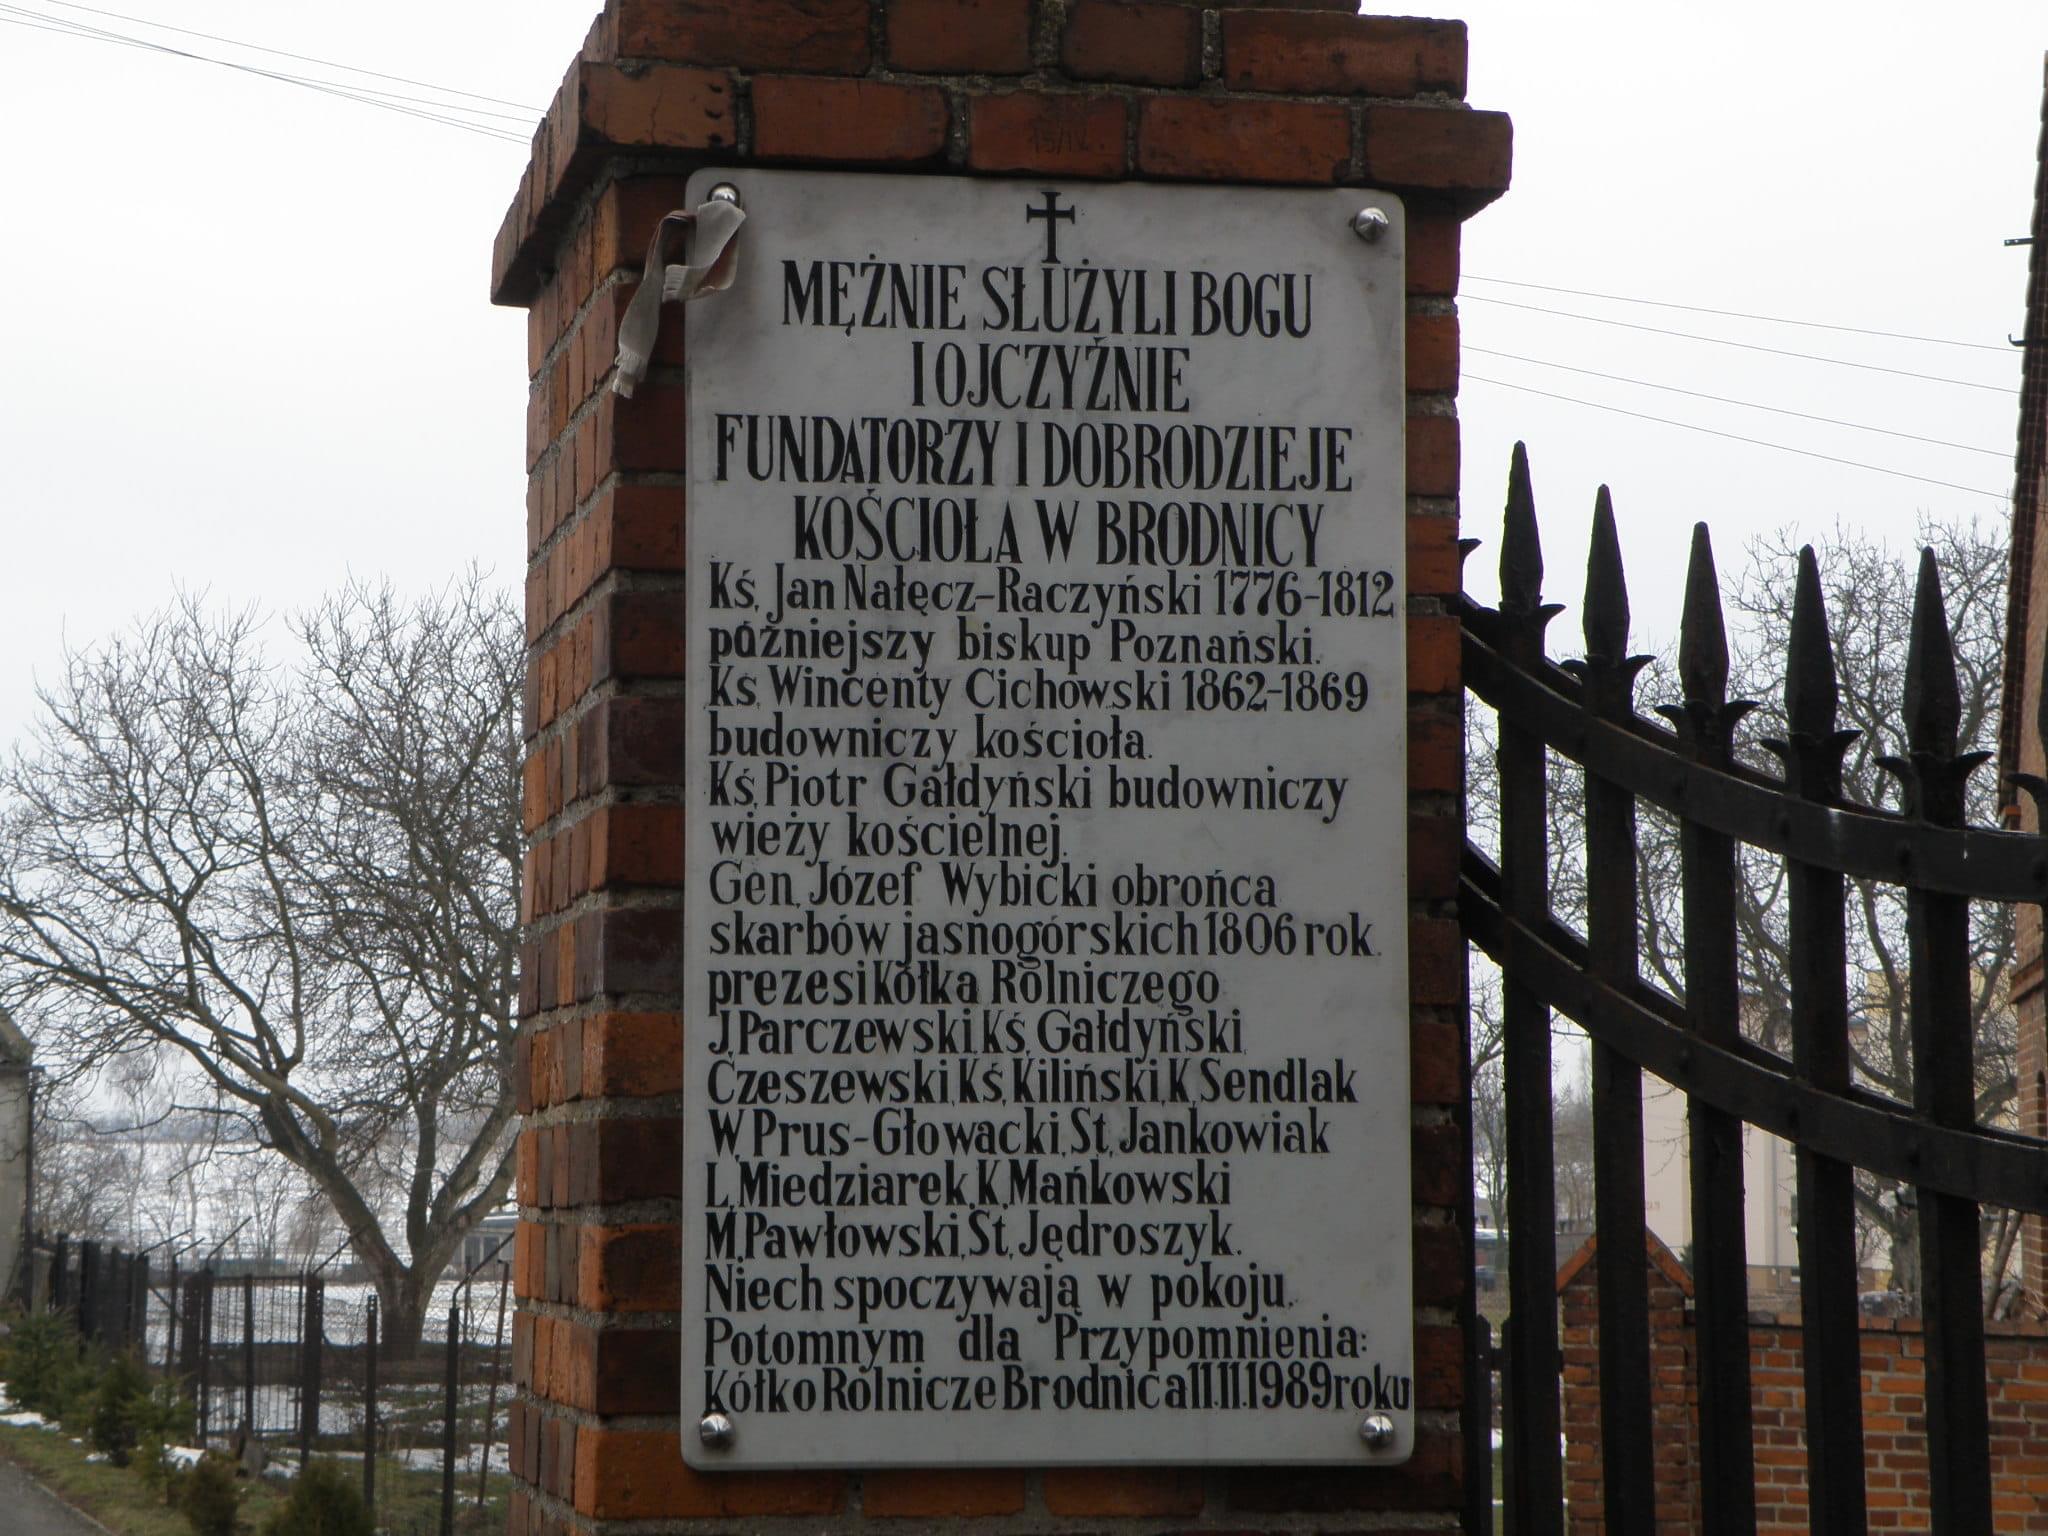 MĘŻNIE SŁUŻYLI BOGU
I OJCZYŹNIE
FUNDATORZY I DOBRODZIEJE
KOŚCIOŁA W BRODNICY
Kś. Jan Nałęcz-Raczyński 1776-1812
późniejszy biskup Poznański.
Kś. Wincenty Cichowski 1862-1869
budowniczy kościoła.
Kś. Piotr Gałdyński budowniczy
wieży kościelnej.
Gen. Józef Wybicki obrońca
skarbów jasnogórskich 1806 rok.
prezesi Kółka Rolniczego
J. Parczewski, Kś. Gałdyński
Czeszewski, Kś. Kiliński, K. Sendlak
W. Prus-Głowacki, St. Jankowiak
L. Miedziarek, K. Mańkowski
M. Pawłowski, St. Jędroszyk.
Niech spoczywają w pokoju.
Potomnym dla Przypomnienia:
Kółko Rolnicze Brodnica 11.11.1989 roku